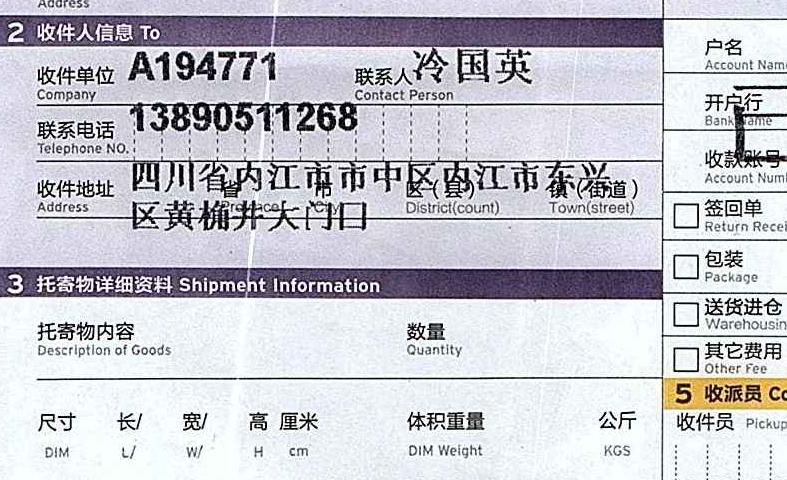 Address
2 收件人信息 To
收件单位 A194771 联系人 冷国英
Company Contact Person
联系电话 13890511268
Telephone NO.
收件地址 四川省内江市市中区内江市东兴
省 市 区(县) 镇(街道)
Address Province City District(count) Town(street)
区黄桷井大门口
3 托寄物详细资料 Shipment Information
托寄物内容 数量
Description of Goods Quantity
尺寸 长/ 宽/ 高 厘米 体积重量 公斤
DIM L/ W/ H cm DIM Weight KGS
户名
Account Name
开户行
Bank Name
收款账号
Account Num
签回单
Return Recei
包装
Package
送货进仓
Warehousin
其它费用
Other Fee
5 收派员 Co
收件员 Pickup